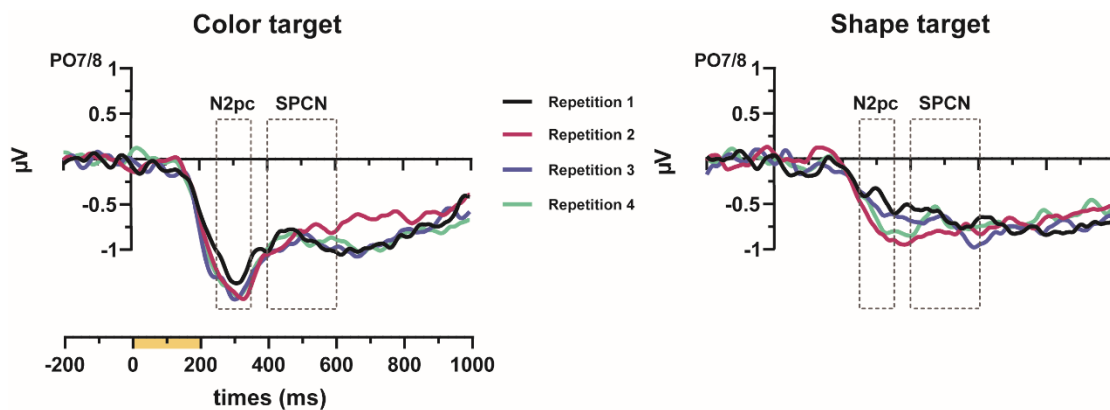 Color target
PO7/8
1
0.5
-0.5
-1
µV
N2pc
SPCN
-200
0
200
400
600
800
1000
times (ms)
Repetition 1
Repetition 2
Repetition 3
Repetition 4
Shape target
PO7/8
1
0.5
-0.5
-1
µV
N2pc
SPCN